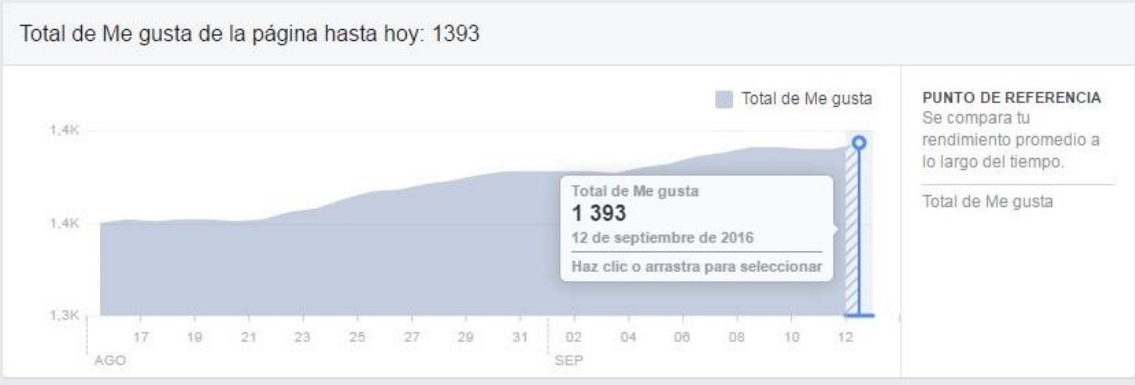 Total de Me gusta de la página hasta hoy: 1393
Total de Me gusta
1,4K
1,4K
1,3K
17 19 21 23 25 27 29 31 02 04 06 08 10 12
AGO SEP
Total de Me gusta
1 393
12 de septiembre de 2016
Haz clic o arrastra para seleccionar
PUNTO DE REFERENCIA
Se compara tu
rendimiento promedio a
lo largo del tiempo.
Total de Me gusta